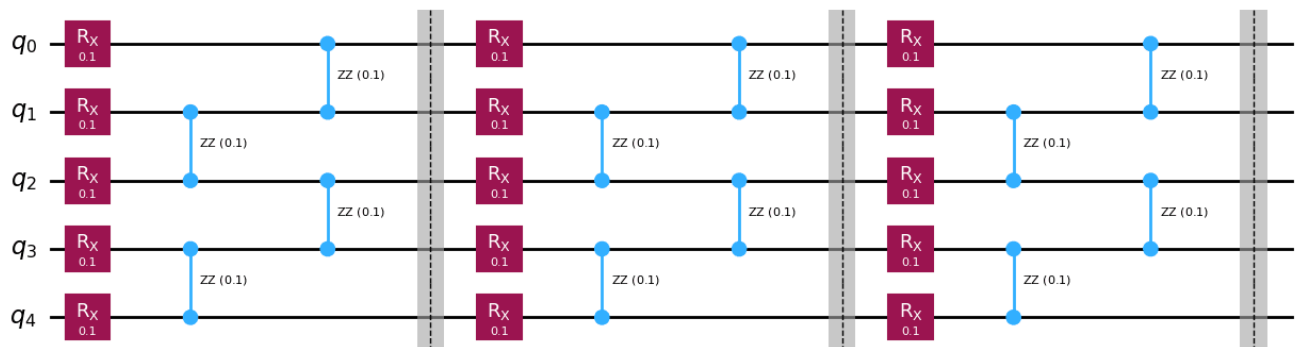 q0 RX 0.1 RX 0.1 RX 0.1
ZZ (0.1) ZZ (0.1) ZZ (0.1)
q1 RX 0.1 RX 0.1 RX 0.1
ZZ (0.1) ZZ (0.1) ZZ (0.1)
q2 RX 0.1 RX 0.1 RX 0.1
ZZ (0.1) ZZ (0.1) ZZ (0.1)
q3 RX 0.1 RX 0.1 RX 0.1
ZZ (0.1) ZZ (0.1) ZZ (0.1)
q4 RX 0.1 RX 0.1 RX 0.1